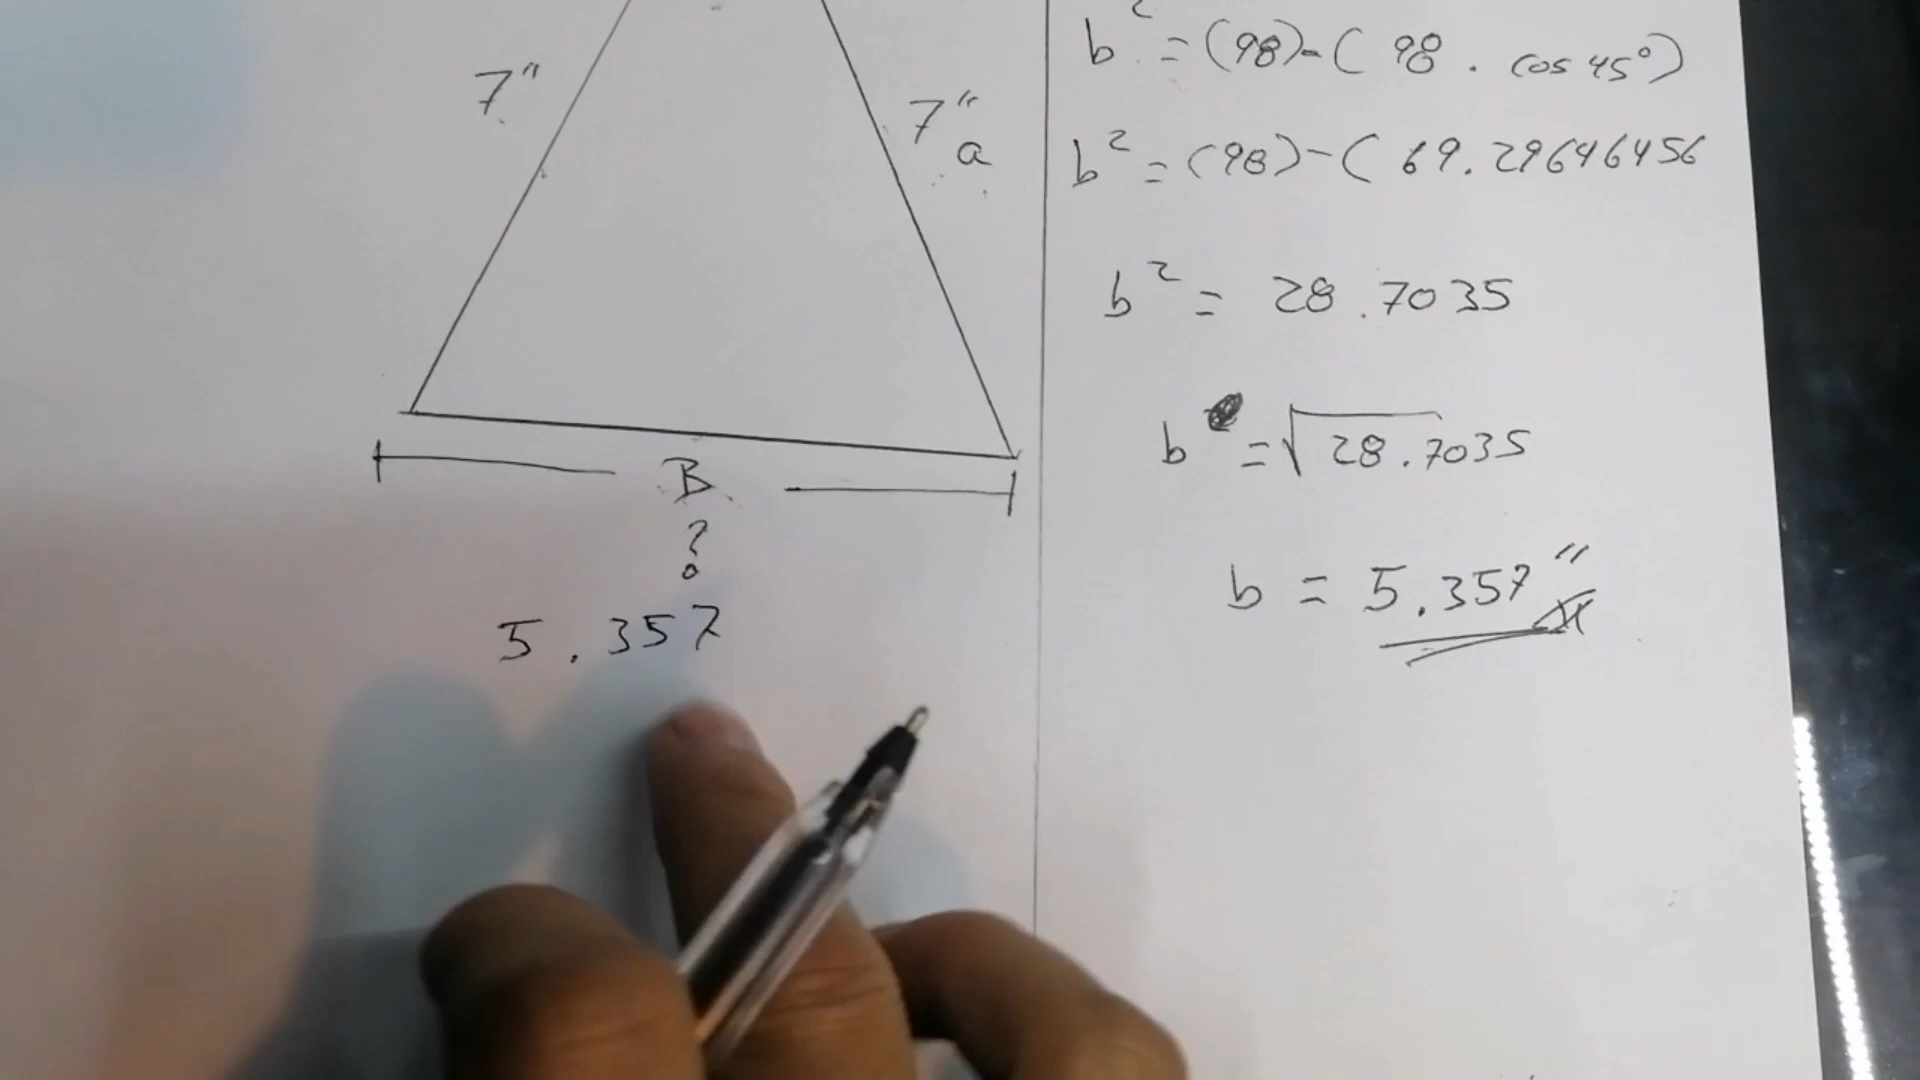 7"
7"
a
B
?
5.357
b² = (98)-( 98 . cos 45°)
b² = (98)-( 69.29646456
b² = 28.7035
b = √28.7035
b = 5.357"